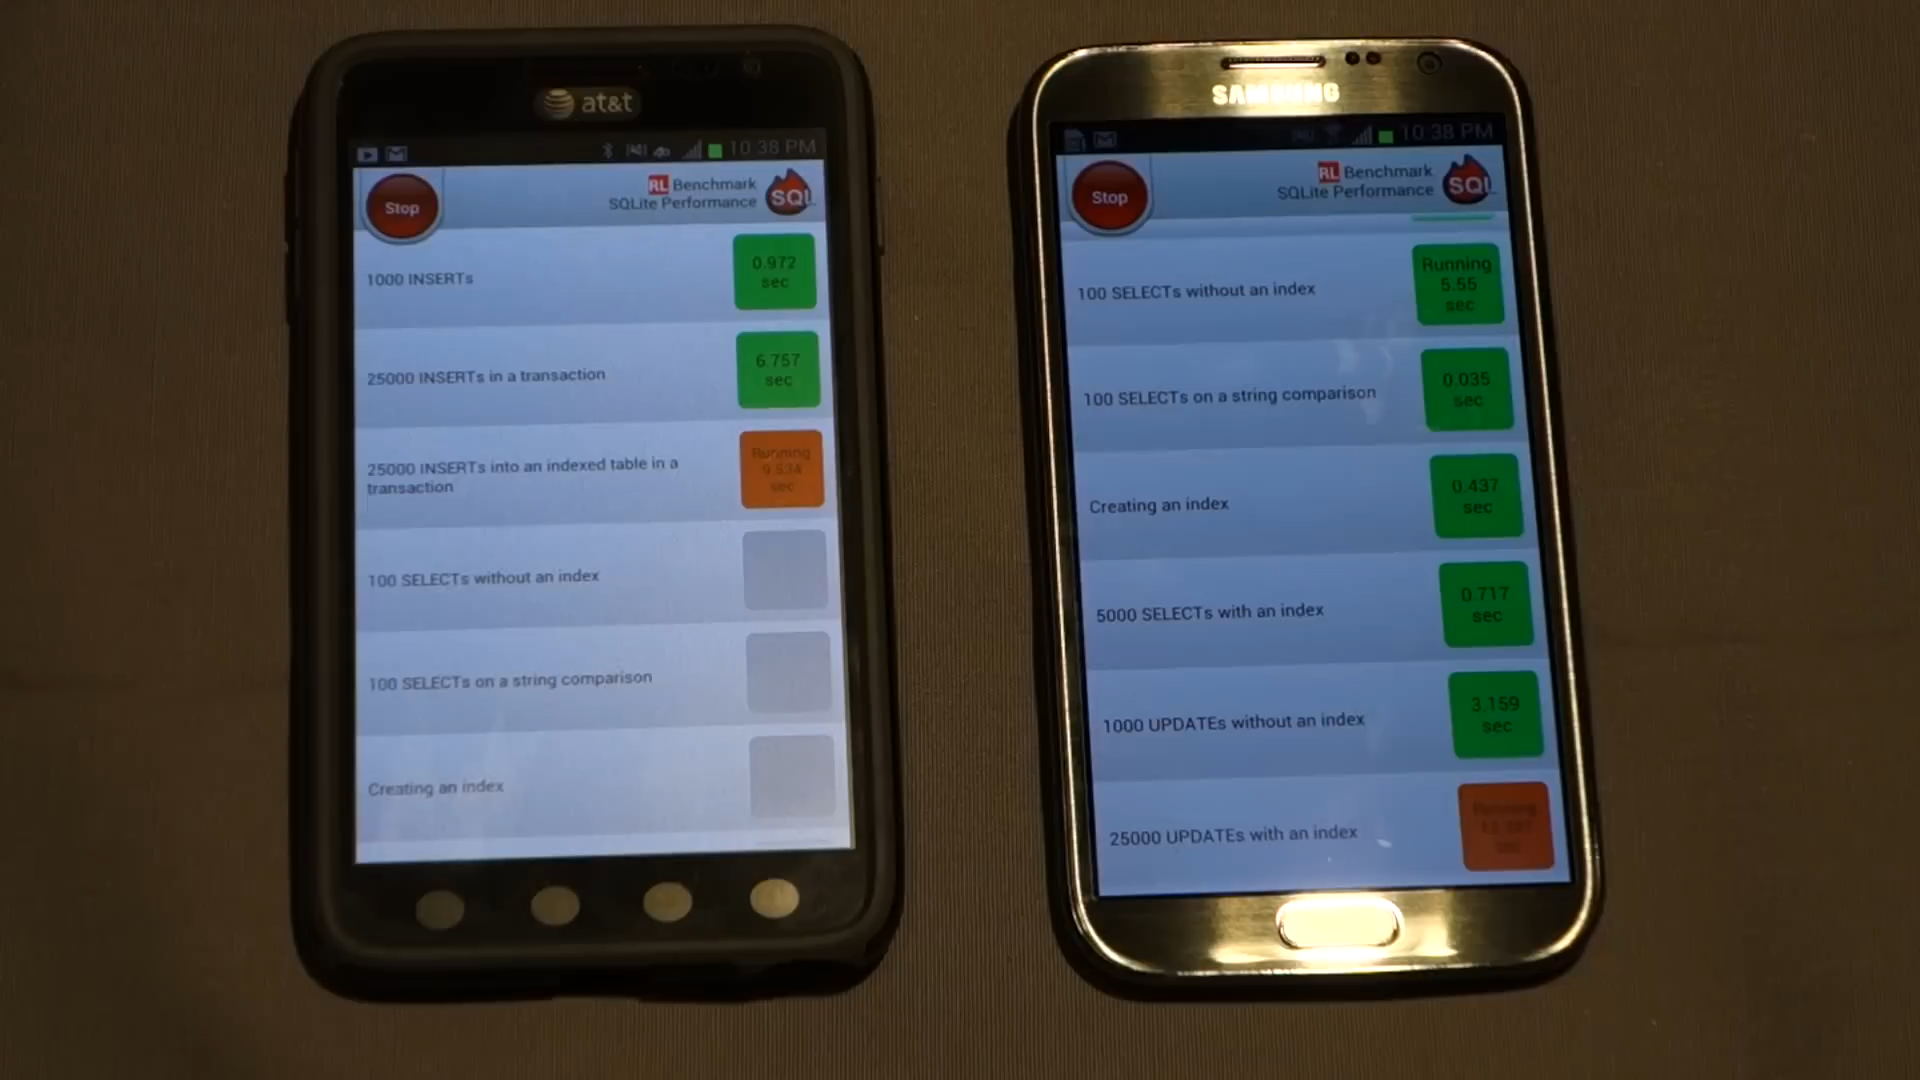 at&t
10:38 PM
Stop
RL Benchmark
SQLite Performance
SQL
1000 INSERTs
0.972
sec
25000 INSERTs in a transaction
6.757
sec
25000 INSERTs into an indexed table in a
transaction
Running
sec
100 SELECTs without an index
100 SELECTs on a string comparison
Creating an index
SAMSUNG
10:38 PM
Stop
RL Benchmark
SQLite Performance
SQL
100 SELECTs without an index
Running
5.55
sec
100 SELECTs on a string comparison
0.035
sec
Creating an index
0.437
sec
5000 SELECTs with an index
0.717
sec
1000 UPDATEs without an index
3.159
sec
25000 UPDATEs with an index
Running